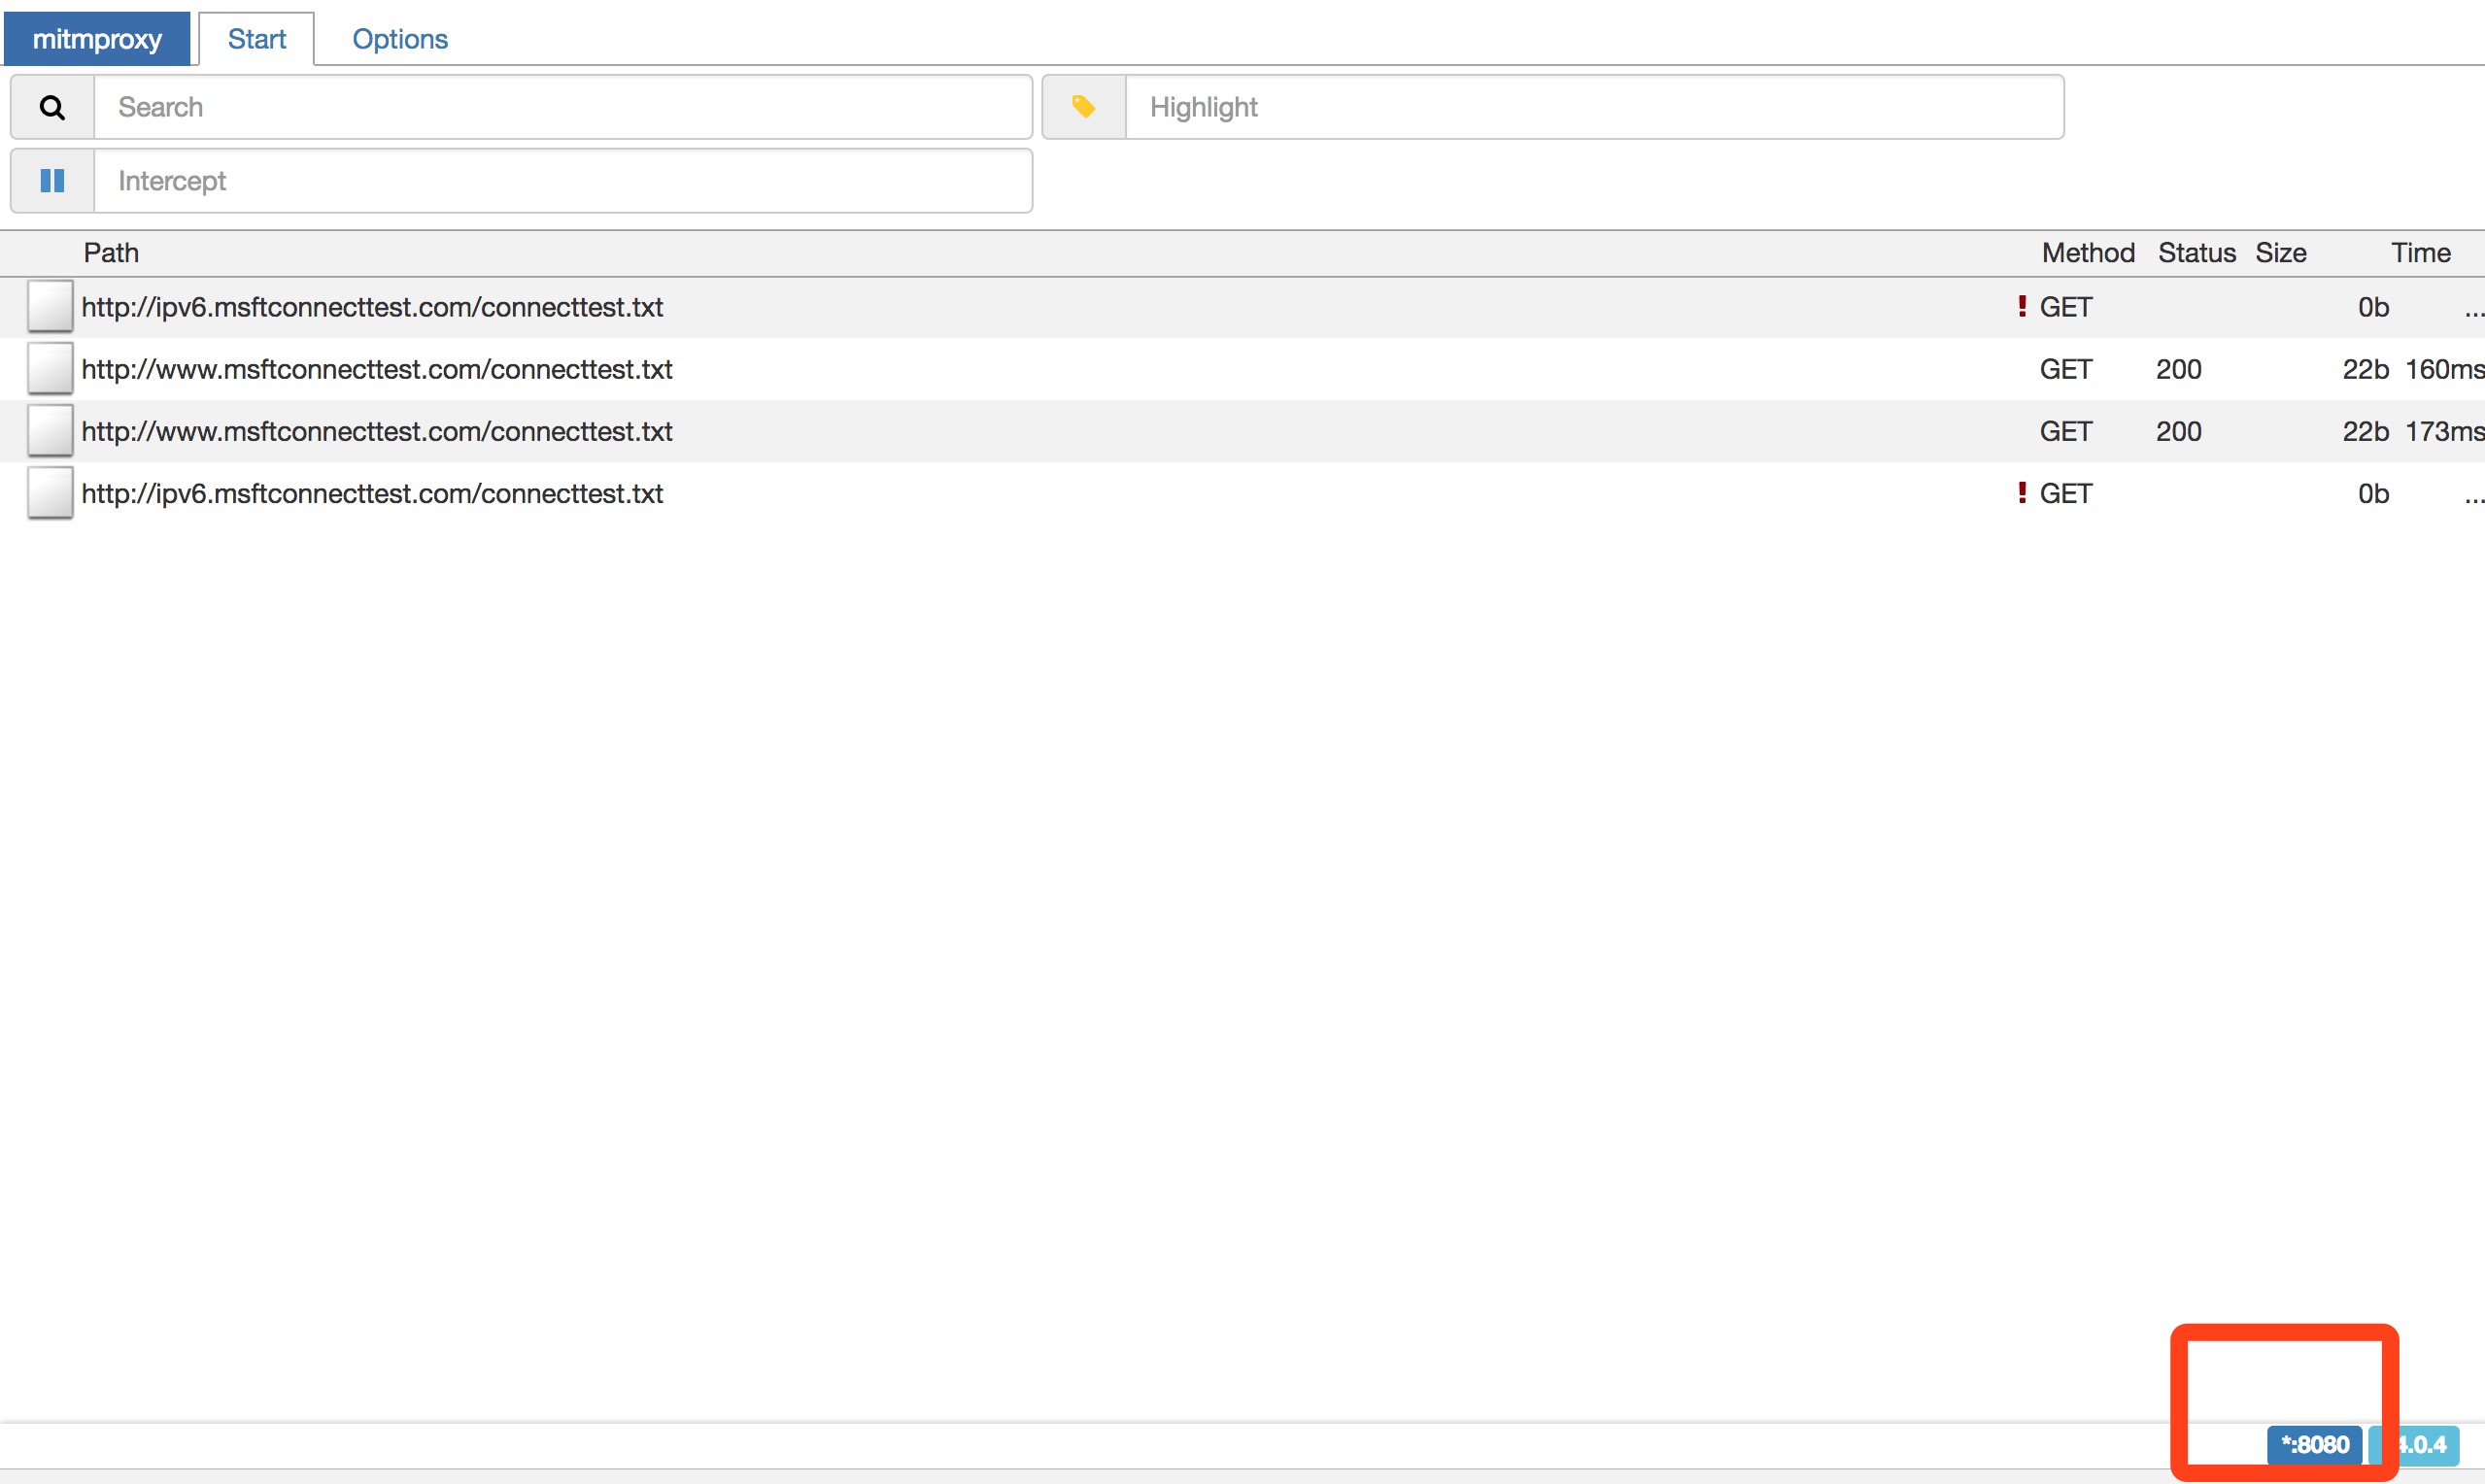 mitmproxy Start Options
Search Highlight
Intercept
Path Method Status Size Time
http://ipv6.msftconnecttest.com/connecttest.txt ! GET 0b ...
http://www.msftconnecttest.com/connecttest.txt GET 200 22b 160ms
http://www.msftconnecttest.com/connecttest.txt GET 200 22b 173ms
http://ipv6.msftconnecttest.com/connecttest.txt ! GET 0b ...
*:8080 4.0.4